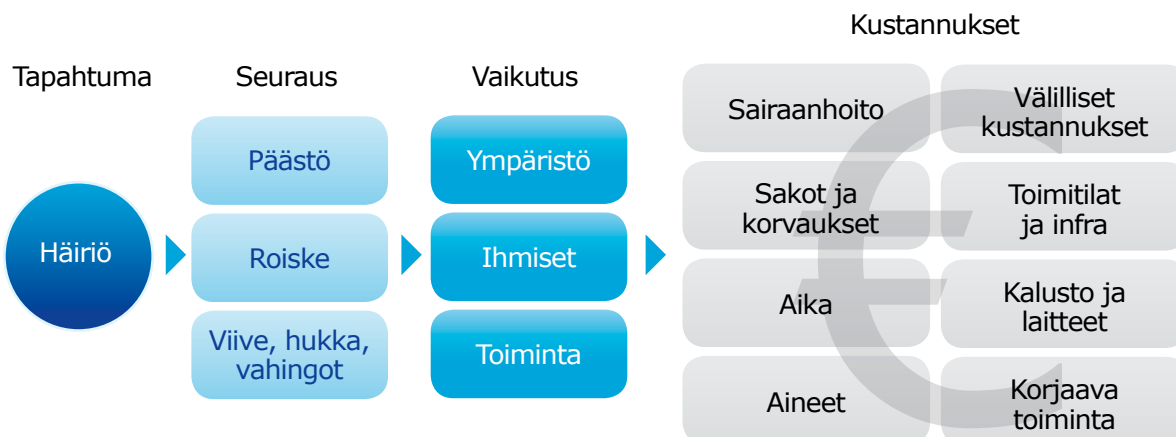 Kustannukset
Tapahtuma
Seuraus
Vaikutus
Häiriö
Päästö
Roiske
Viive, hukka,
vahingot
Ympäristö
Ihmiset
Toiminta
Sairaanhoito
Välilliset
kustannukset
Sakot ja
korvaukset
Toimitilat
ja infra
Aika
Kalusto ja
laitteet
Aineet
Korjaava
toiminta
€